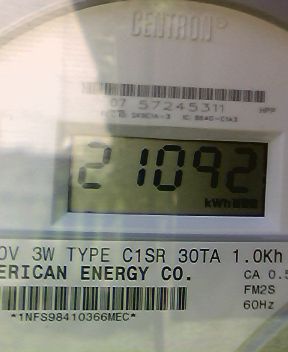 CENTRON®
07 57245311
HPP
21092
kWh
0V 3W TYPE C1SR 30TA 1.0Kh
ERICAN ENERGY CO.
CA 0.5
FM2S
60Hz
*1NFS98410366MEC*